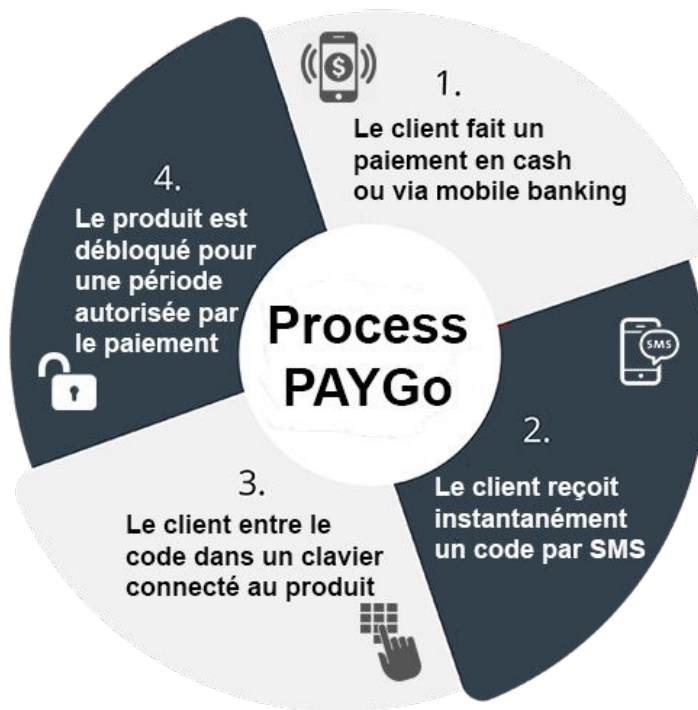 1.
Le client fait un
paiement en cash
ou via mobile banking
SMS
2.
Le client reçoit
instantanément
un code par SMS
3.
Le client entre le
code dans un clavier
connecté au produit
4.
Le produit est
débloqué pour
une période
autorisée par
le paiement
Process
PAYGo
$